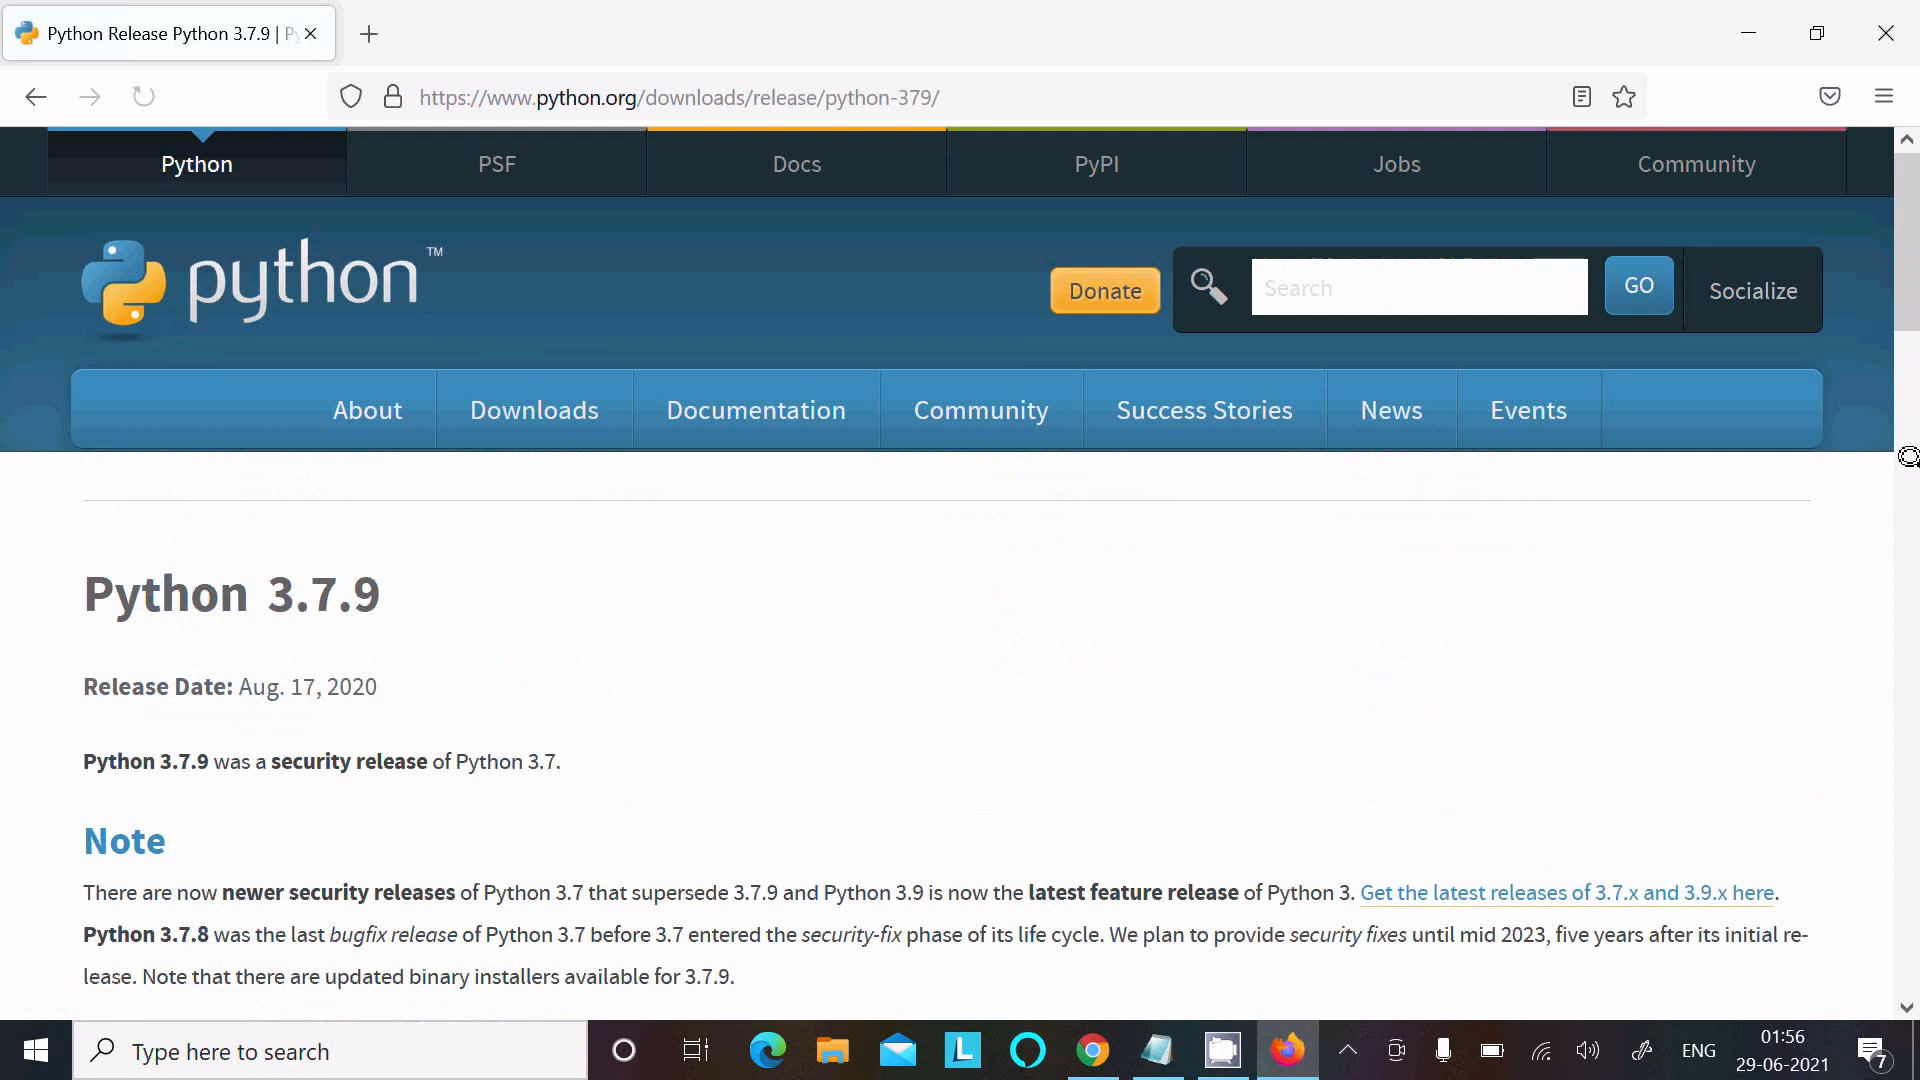 Python Release Python 3.7.9 | Py
https://www.python.org/downloads/release/python-379/
Python PSF Docs PyPI Jobs Community
python™
Donate Search GO Socialize
About Downloads Documentation Community Success Stories News Events
Python 3.7.9
Release Date: Aug. 17, 2020
Python 3.7.9 was a security release of Python 3.7.
Note
There are now newer security releases of Python 3.7 that supersede 3.7.9 and Python 3.9 is now the latest feature release of Python 3. Get the latest releases of 3.7.x and 3.9.x here.
Python 3.7.8 was the last bugfix release of Python 3.7 before 3.7 entered the security-fix phase of its life cycle. We plan to provide security fixes until mid 2023, five years after its initial re-
lease. Note that there are updated binary installers available for 3.7.9.
Type here to search L ENG 01:56
29-06-2021 7